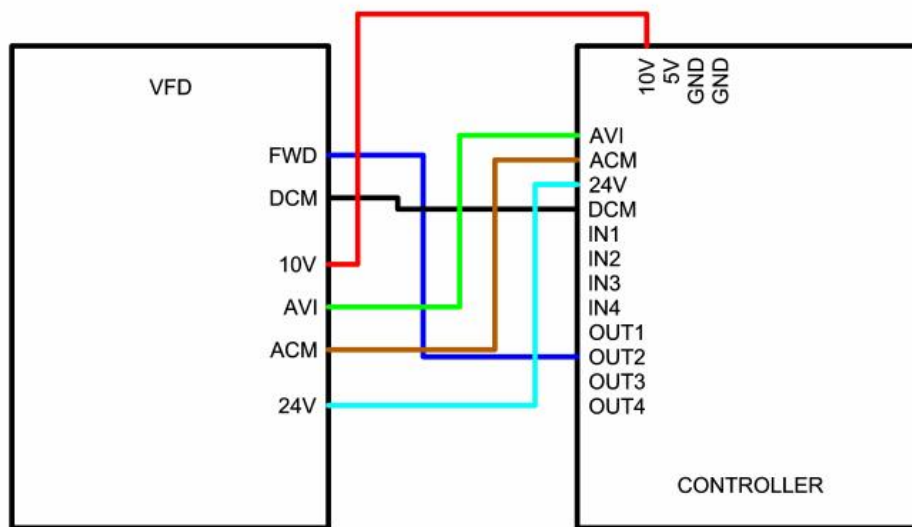 VFD
FWD
DCM
10V
AVI
ACM
24V
10V
5V
GND
GND
AVI
ACM
24V
DCM
IN1
IN2
IN3
IN4
OUT1
OUT2
OUT3
OUT4
CONTROLLER